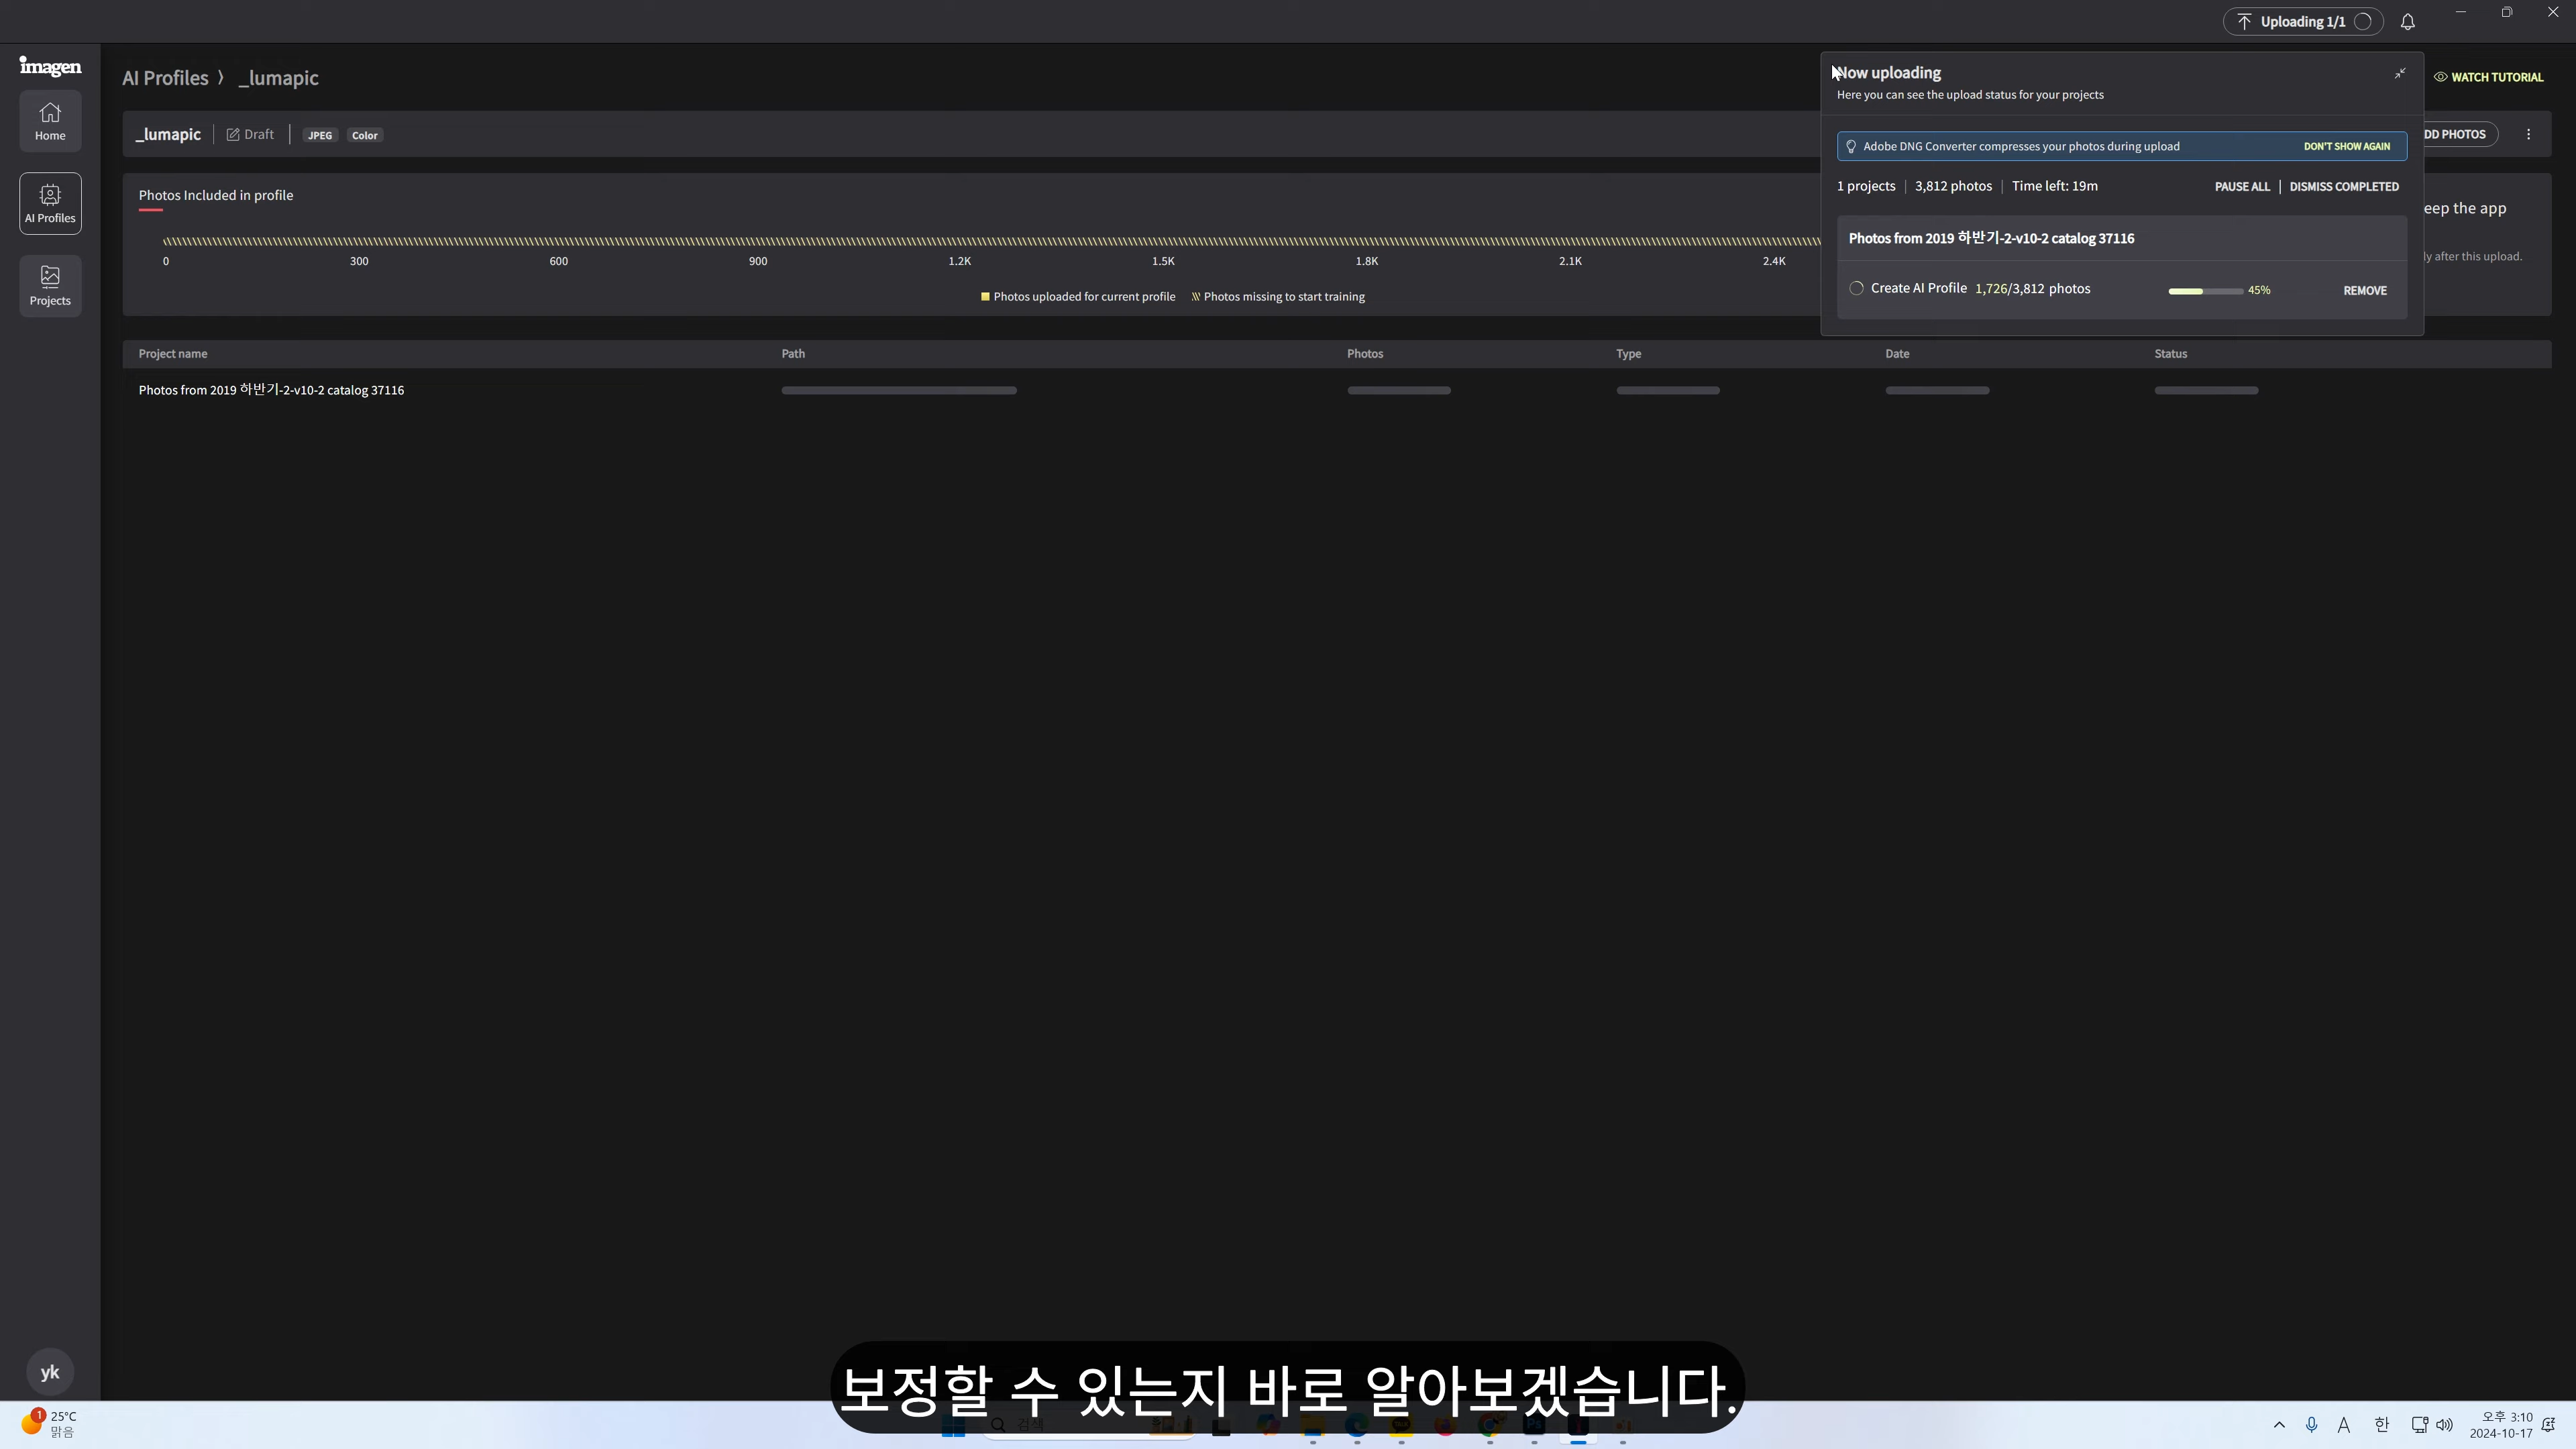 Uploading 1/1
imagen
Home
AI Profiles
Projects
yk
AI Profiles 〉 _lumapic
WATCH TUTORIAL
_lumapic
Draft
JPEG
Color
DD PHOTOS
Now uploading
Here you can see the upload status for your projects
Adobe DNG Converter compresses your photos during upload
DON'T SHOW AGAIN
1 projects
3,812 photos
Time left: 19m
PAUSE ALL
DISMISS COMPLETED
Photos from 2019 하반기-2-v10-2 catalog 37116
Create AI Profile 1,726/3,812 photos
45%
REMOVE
Photos Included in profile
0 300 600 900 1.2K 1.5K 1.8K 2.1K 2.4K
Photos uploaded for current profile
Photos missing to start training
eep the app
ly after this upload.
Project name Path Photos Type Date Status
Photos from 2019 하반기-2-v10-2 catalog 37116
보정할 수 있는지 바로 알아보겠습니다.
1
25°C
맑음
검색
A
한
오후 3:10
2024-10-17